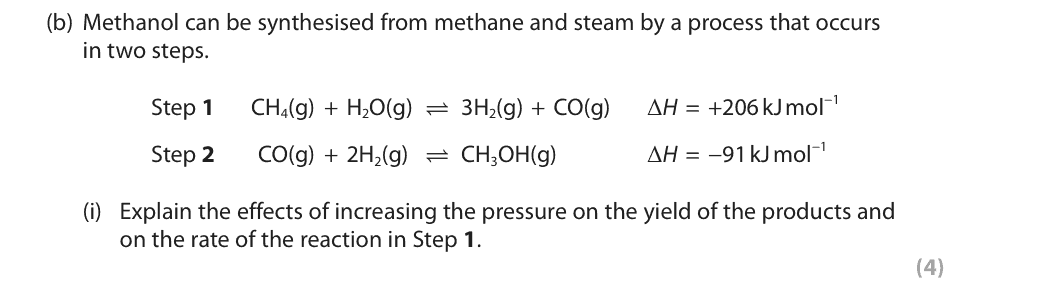 (b) Methanol can be synthesised from methane and steam by a process that occurs
in two steps.
Step 1 CH₄(g) + H₂O(g) ⇌ 3H₂(g) + CO(g) ΔH = +206 kJ mol⁻¹
Step 2 CO(g) + 2H₂(g) ⇌ CH₃OH(g) ΔH = −91 kJ mol⁻¹
(i) Explain the effects of increasing the pressure on the yield of the products and
on the rate of the reaction in Step 1.
(4)